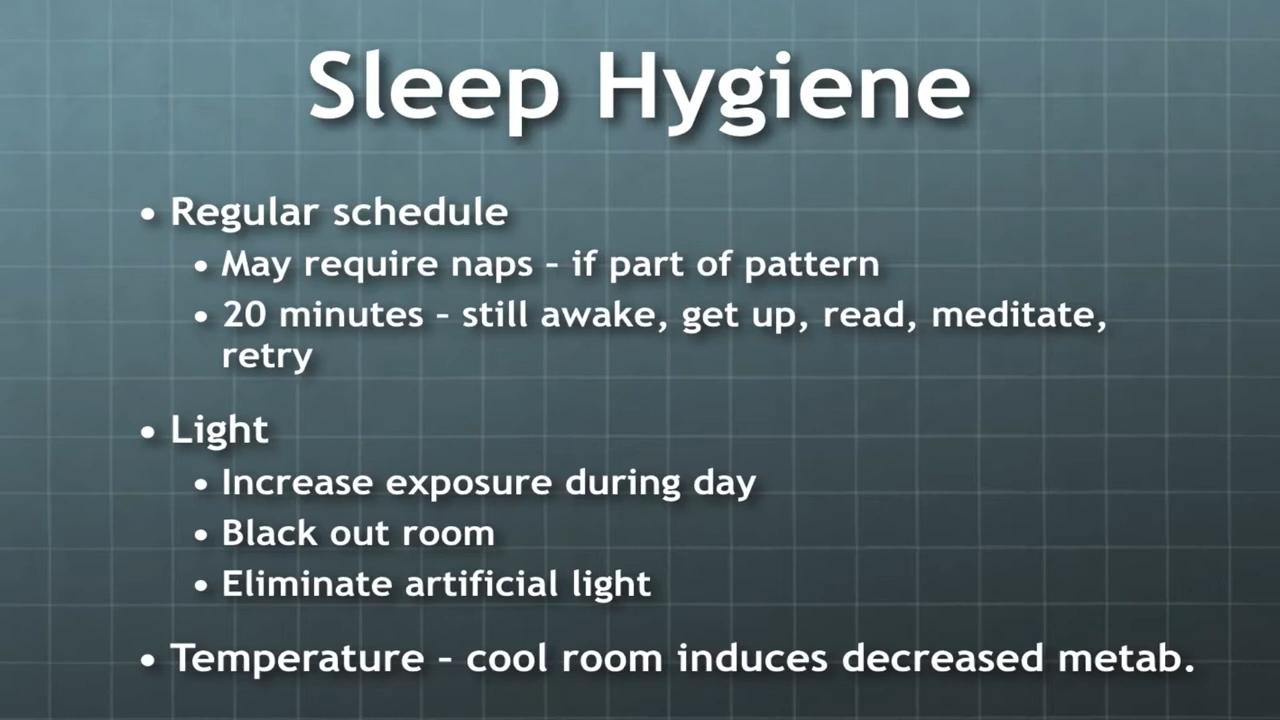 Sleep Hygiene
• Regular schedule
• May require naps – if part of pattern
• 20 minutes – still awake, get up, read, meditate,
retry
• Light
• Increase exposure during day
• Black out room
• Eliminate artificial light
• Temperature – cool room induces decreased metab.